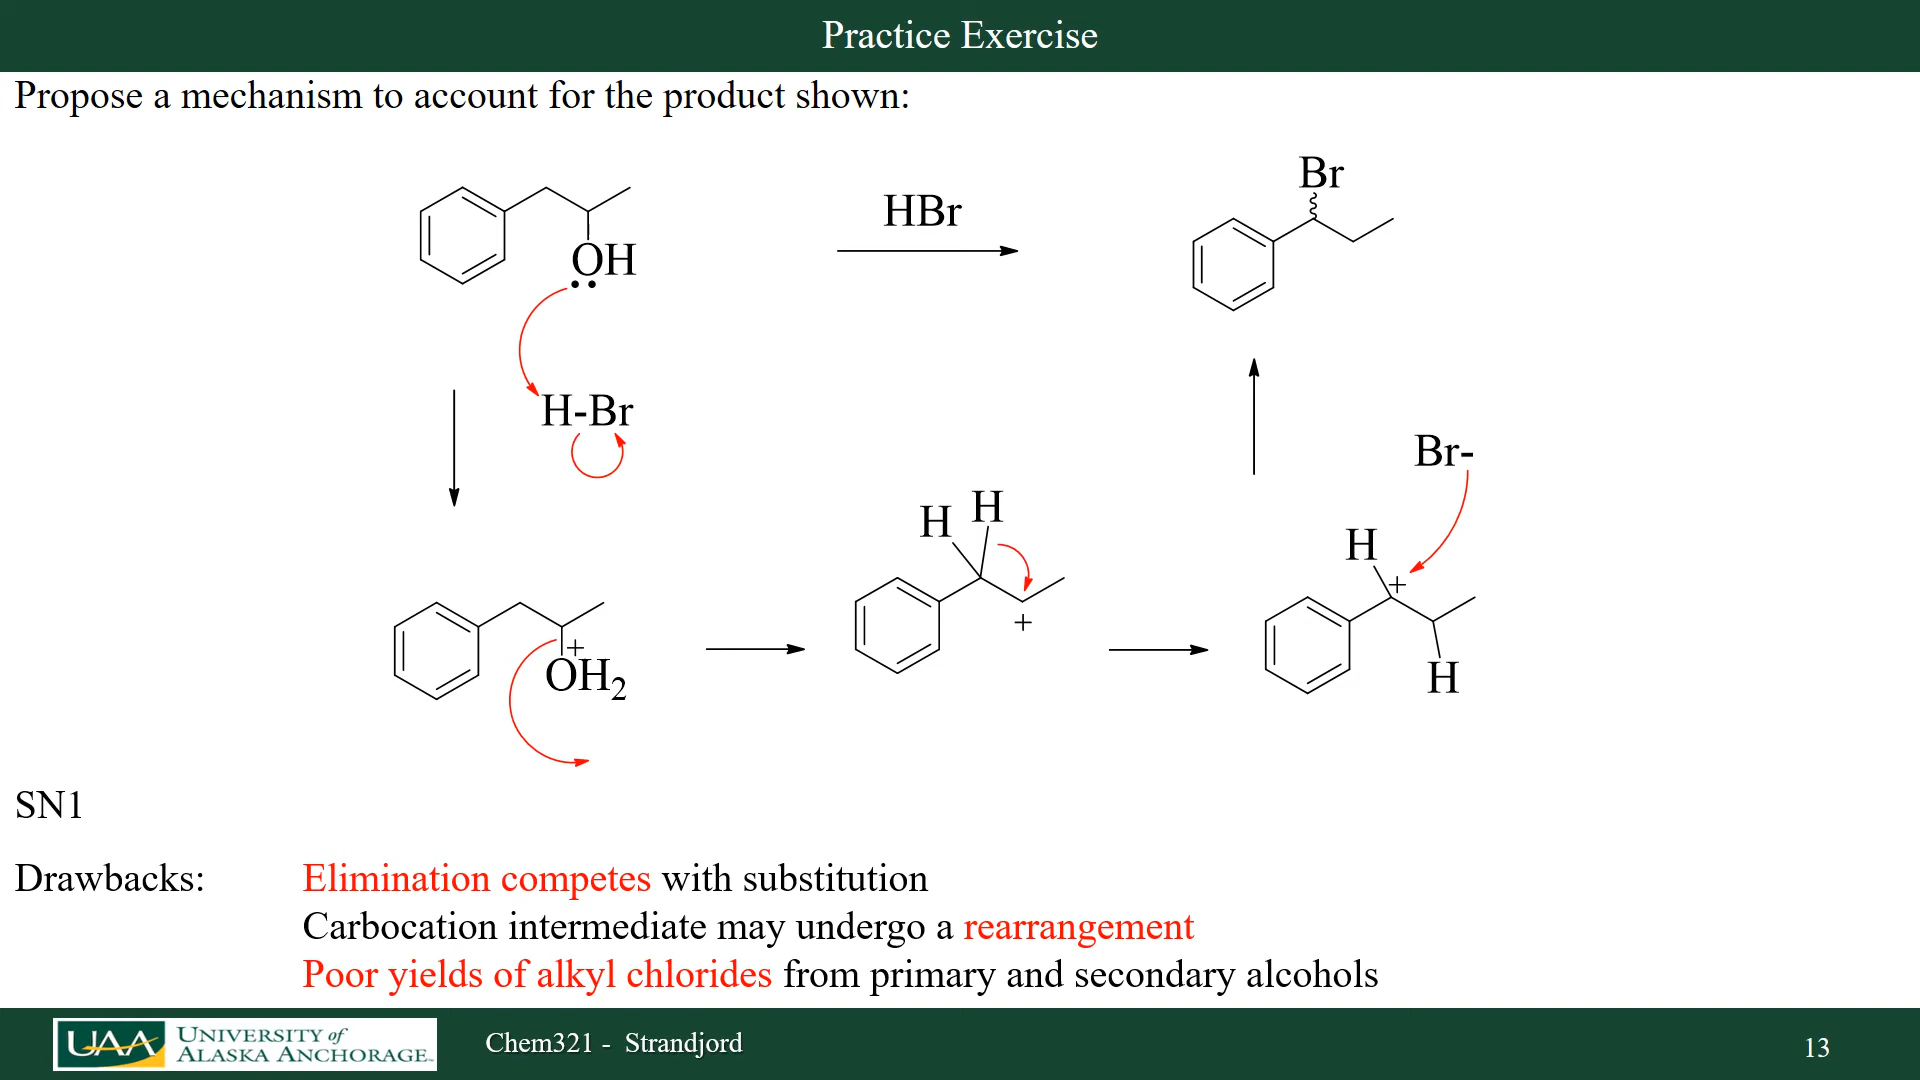 Practice Exercise
Propose a mechanism to account for the product shown:
Br
HBr
OH
H-Br
Br-
H H
H
+
+
+
OH2
H
SN1
Drawbacks: Elimination competes with substitution
Carbocation intermediate may undergo a rearrangement
Poor yields of alkyl chlorides from primary and secondary alcohols
UAA UNIVERSITY of
ALASKA ANCHORAGE
Chem321 - Strandjord
13